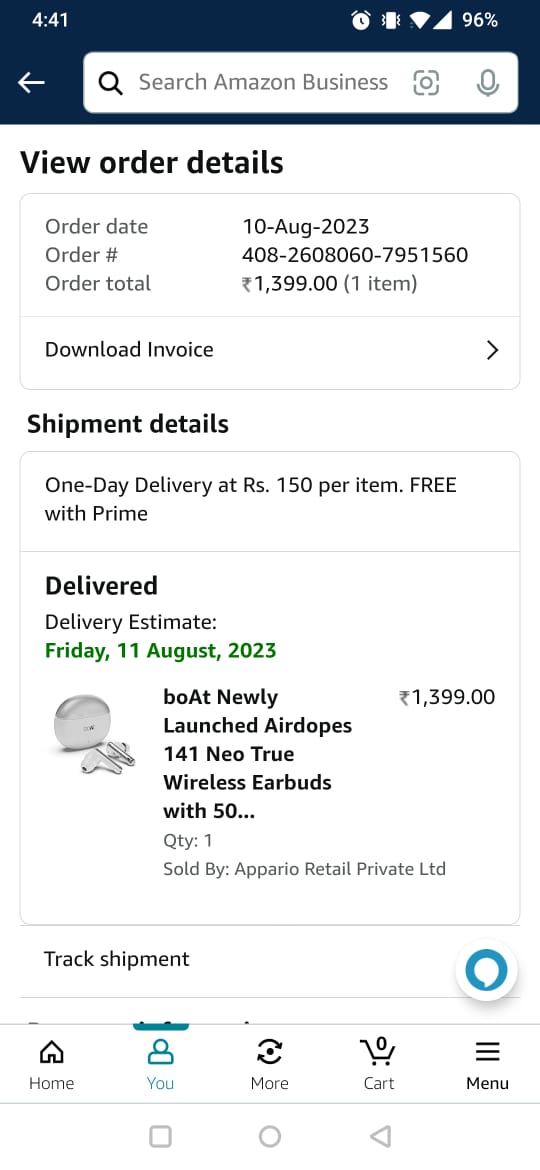 4:41
96%
Search Amazon Business
View order details
Order date 10-Aug-2023
Order # 408-2608060-7951560
Order total ₹1,399.00 (1 item)
Download Invoice
Shipment details
One-Day Delivery at Rs. 150 per item. FREE
with Prime
Delivered
Delivery Estimate:
Friday, 11 August, 2023
boAt Newly ₹1,399.00
Launched Airdopes
141 Neo True
Wireless Earbuds
with 50...
Qty: 1
Sold By: Appario Retail Private Ltd
Track shipment
0
Home You More Cart Menu